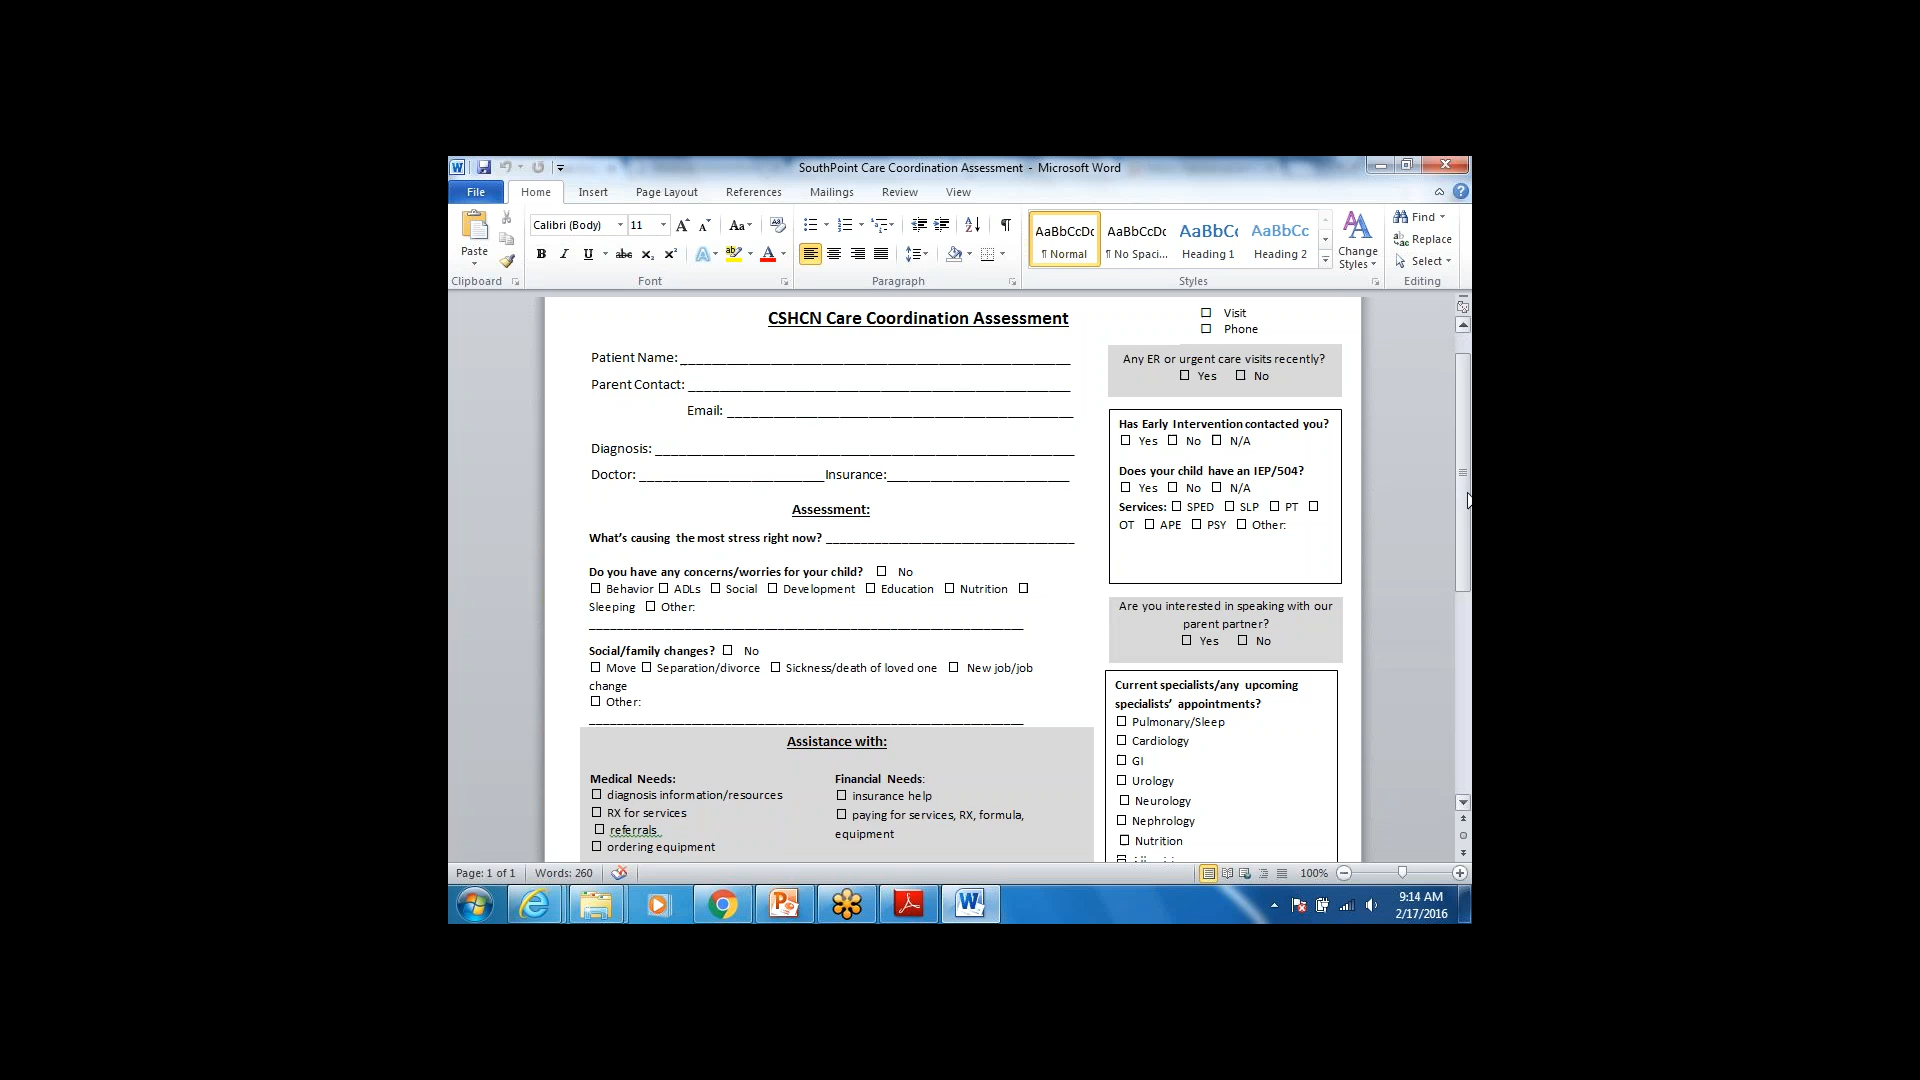 SouthPoint Care Coordination Assessment - Microsoft Word
File Home Insert Page Layout References Mailings Review View
Calibri (Body) 11
Paste
Clipboard
Font
Paragraph
AaBbCcDc AaBbCcDc AaBbCc AaBbCc
¶ Normal ¶ No Spaci... Heading 1 Heading 2
Change
Styles
Styles
Find
Replace
Select
Editing
CSHCN Care Coordination Assessment
Patient Name:
Parent Contact:
Email:
Diagnosis:
Doctor: Insurance:
Assessment:
What's causing the most stress right now?
Do you have any concerns/worries for your child? ☐ No
☐ Behavior ☐ ADLs ☐ Social ☐ Development ☐ Education ☐ Nutrition ☐
Sleeping ☐ Other:
Social/family changes? ☐ No
☐ Move ☐ Separation/divorce ☐ Sickness/death of loved one ☐ New job/job
change
☐ Other:
Assistance with:
Medical Needs:
☐ diagnosis information/resources
☐ RX for services
☐ referrals
☐ ordering equipment
Financial Needs:
☐ insurance help
☐ paying for services, RX, formula,
equipment
☐ Visit
☐ Phone
Any ER or urgent care visits recently?
☐ Yes ☐ No
Has Early Intervention contacted you?
☐ Yes ☐ No ☐ N/A
Does your child have an IEP/504?
☐ Yes ☐ No ☐ N/A
Services: ☐ SPED ☐ SLP ☐ PT ☐
OT ☐ APE ☐ PSY ☐ Other:
Are you interested in speaking with our
parent partner?
☐ Yes ☐ No
Current specialists/any upcoming
specialists' appointments?
☐ Pulmonary/Sleep
☐ Cardiology
☐ GI
☐ Urology
☐ Neurology
☐ Nephrology
☐ Nutrition
Page: 1 of 1 Words: 260 100%
9:14 AM
2/17/2016